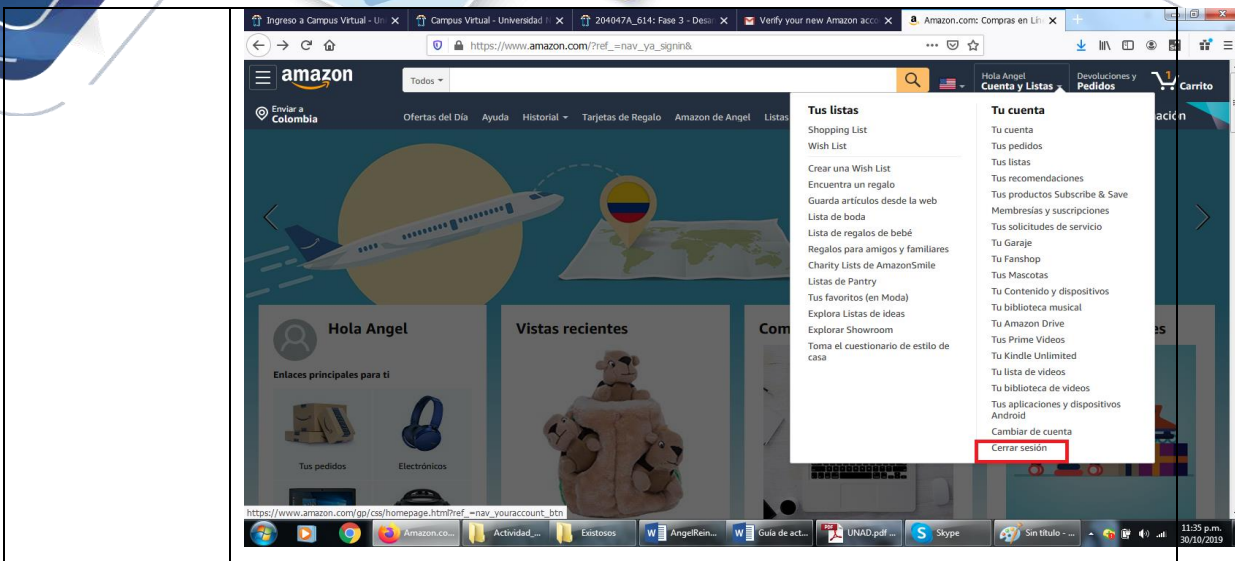 Ingreso a Campus Virtual - Un
Campus Virtual - Universidad N
204047A_614: Fase 3 - Desar
Verify your new Amazon acco
Amazon.com: Compras en Lín
https://www.amazon.com/?ref_=nav_ya_signin&
amazon
Todos
Hola Angel
Cuenta y Listas
Devoluciones y
Pedidos
1
Carrito
Enviar a
Colombia
Ofertas del Día Ayuda Historial Tarjetas de Regalo Amazon de Angel Listas
ación
Tus listas
Shopping List
Wish List
Crear una Wish List
Encuentra un regalo
Guarda artículos desde la web
Lista de boda
Lista de regalos de bebé
Regalos para amigos y familiares
Charity Lists de AmazonSmile
Listas de Pantry
Tus favoritos (en Moda)
Explora Listas de ideas
Explorar Showroom
Toma el cuestionario de estilo de
casa
Tu cuenta
Tu cuenta
Tus pedidos
Tus listas
Tus recomendaciones
Tus productos Subscribe & Save
Membresías y suscripciones
Tus solicitudes de servicio
Tu Garaje
Tu Fanshop
Tus Mascotas
Tu Contenido y dispositivos
Tu biblioteca musical
Tu Amazon Drive
Tus Prime Videos
Tu Kindle Unlimited
Tu lista de videos
Tu biblioteca de videos
Tus aplicaciones y dispositivos
Android
Cambiar de cuenta
Cerrar sesión
Hola Angel
Enlaces principales para ti
Tus pedidos
Electrónicos
Vistas recientes
Com
es
https://www.amazon.com/gp/css/homepage.html?ref_=nav_youraccount_btn
Amazon.co...
Actividad_...
Existosos
AngelRein...
Guía de act...
UNAD.pdf ...
Skype
Sin título - ...
11:35 p.m.
30/10/2019